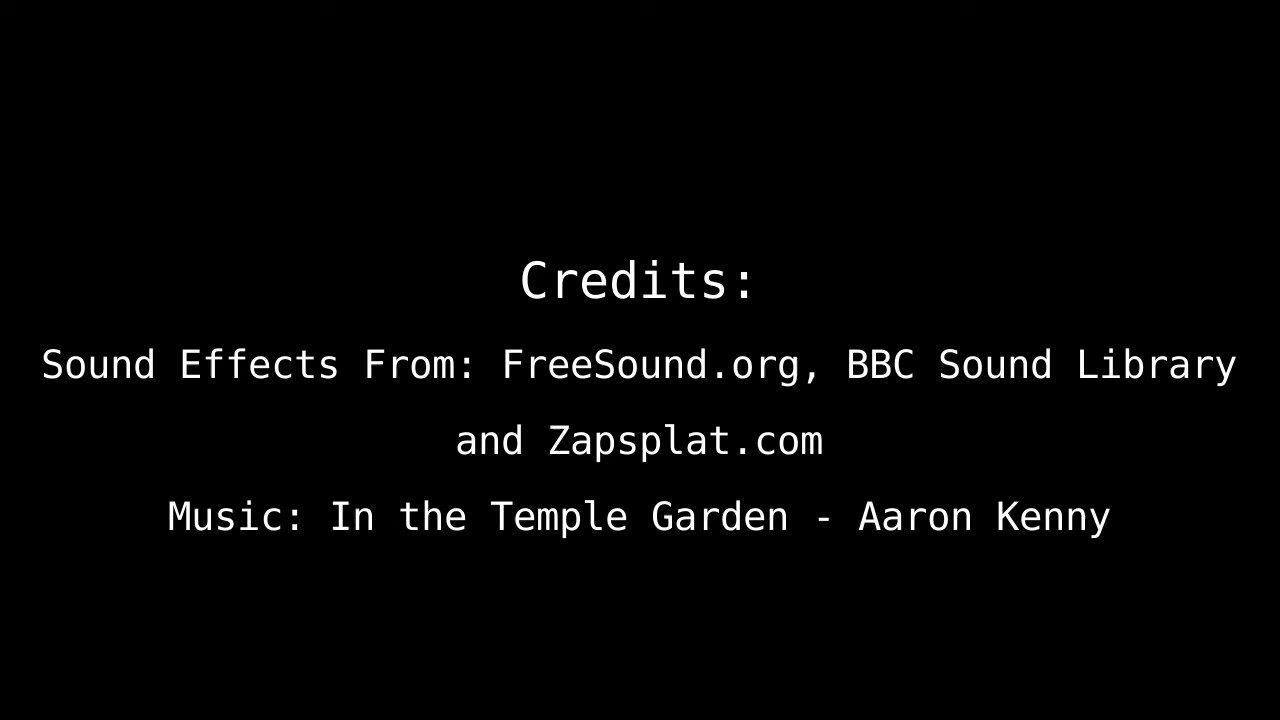 Credits:
Sound Effects From: FreeSound.org, BBC Sound Library
and Zapsplat.com
Music: In the Temple Garden - Aaron Kenny